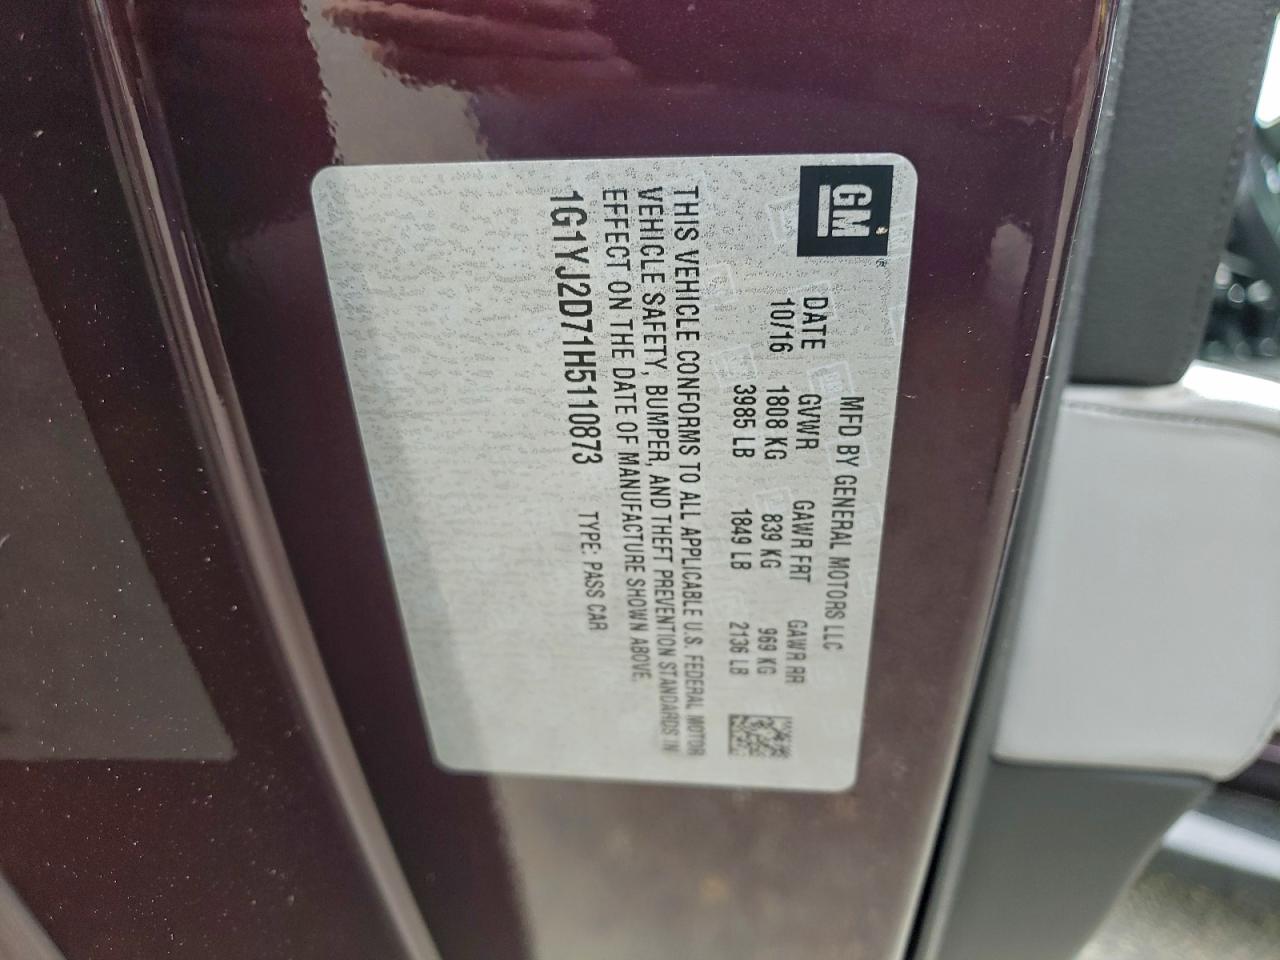 GM
MFD BY GENERAL MOTORS LLC
DATE GVWR GAWR FRT GAWR RR
10/16 1808 KG 839 KG 969 KG
3985 LB 1849 LB 2136 LB
THIS VEHICLE CONFORMS TO ALL APPLICABLE U.S. FEDERAL MOTOR
VEHICLE SAFETY, BUMPER, AND THEFT PREVENTION STANDARDS IN
EFFECT ON THE DATE OF MANUFACTURE SHOWN ABOVE.
1G1YJ2D71H5110873 TYPE: PASS CAR